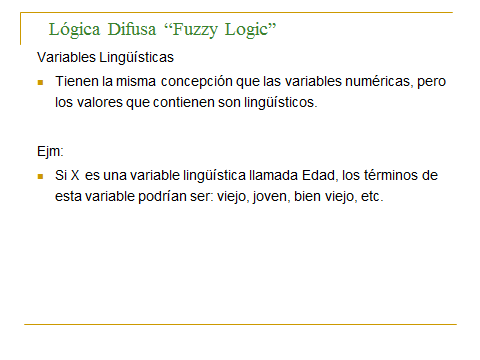 Lógica Difusa “Fuzzy Logic”
Variables Lingüísticas
Tienen la misma concepción que las variables numéricas, pero
los valores que contienen son lingüísticos.
Ejm:
Si X es una variable lingüística llamada Edad, los términos de
esta variable podrían ser: viejo, joven, bien viejo, etc.